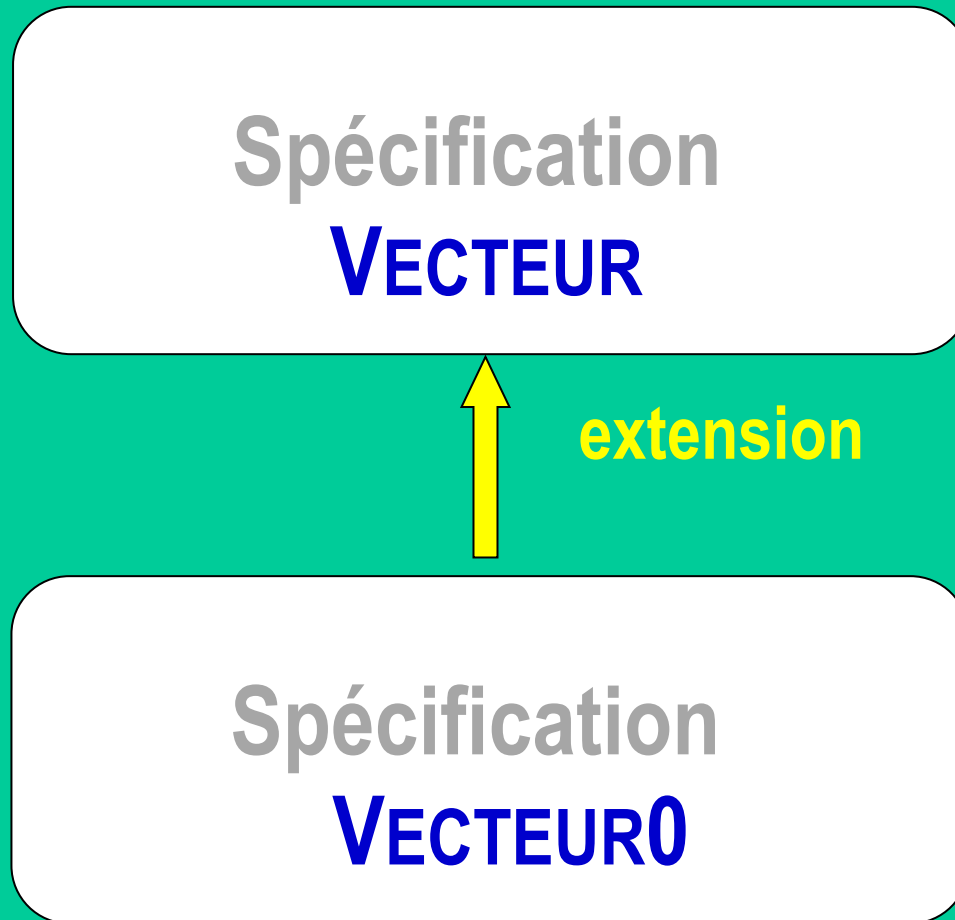 Spécification
VECTEUR
extension
Spécification
VECTEUR0